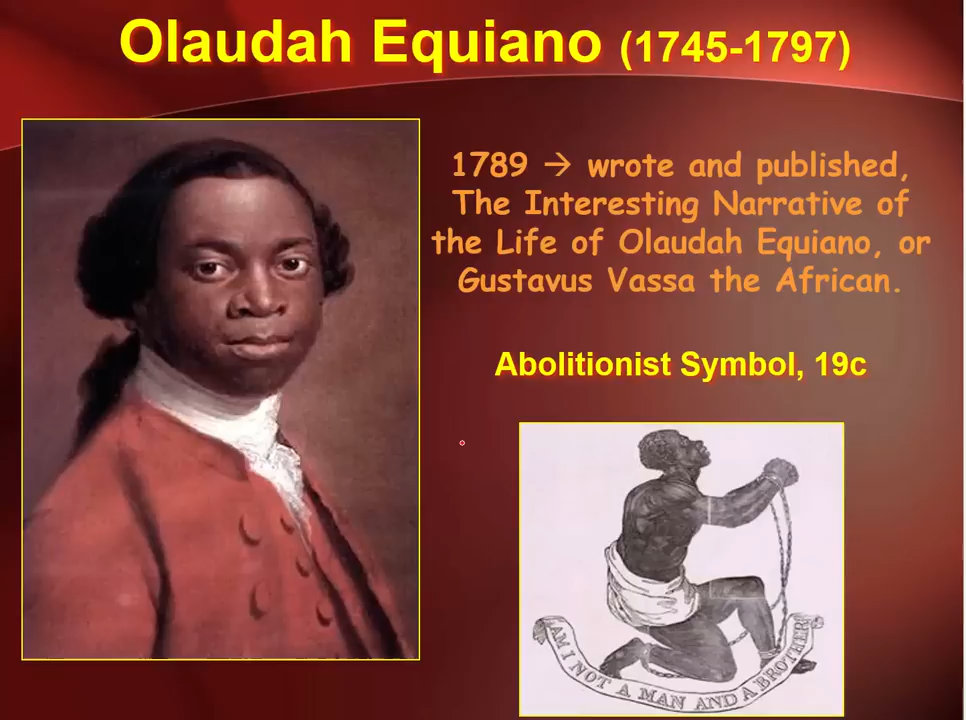 Olaudah Equiano (1745-1797)
1789 → wrote and published,
The Interesting Narrative of
the Life of Olaudah Equiano, or
Gustavus Vassa the African.
Abolitionist Symbol, 19c
AM I NOT A MAN AND A BROTHER